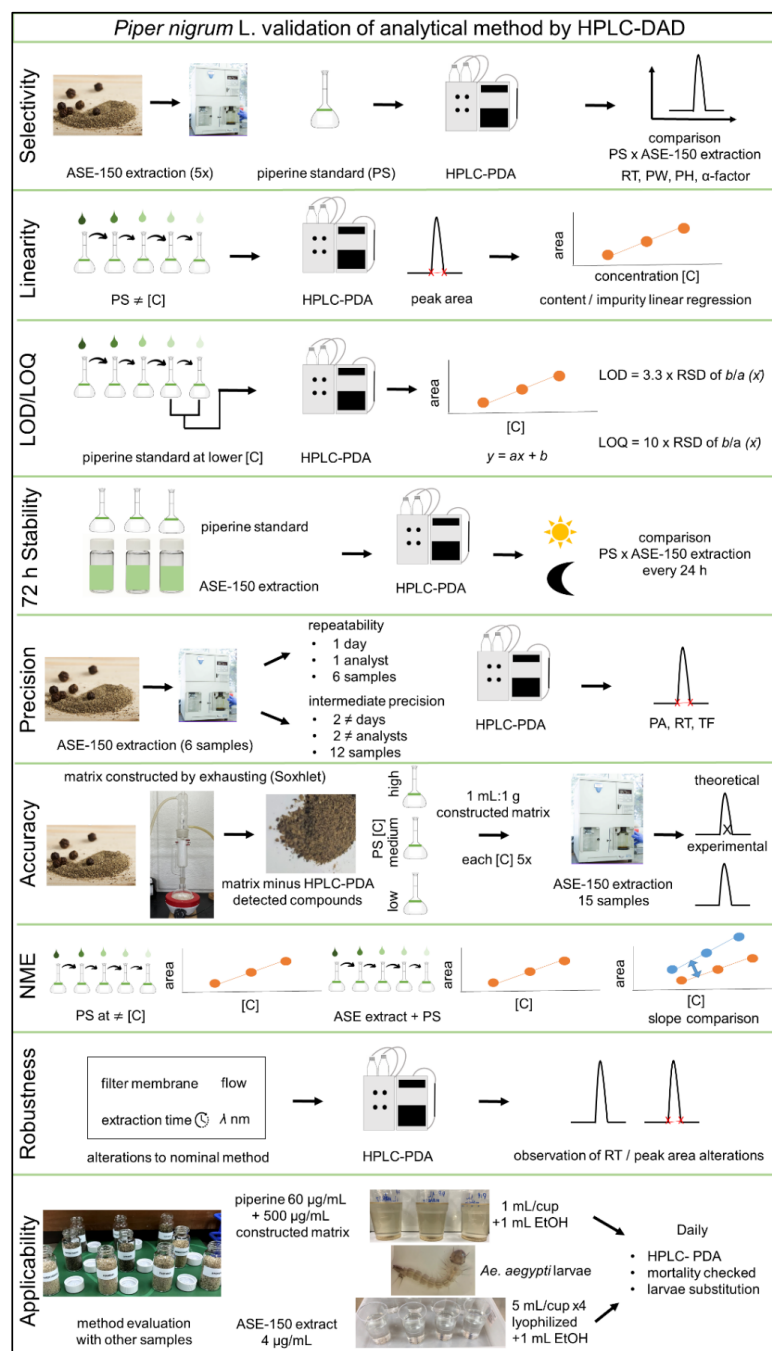 Piper nigrum L. validation of analytical method by HPLC-DAD
Selectivity
ASE-150 extraction (5x)
piperine standard (PS)
HPLC-PDA
comparison
PS x ASE-150 extraction
RT, PW, PH, α-factor
Linearity
PS ≠ [C]
HPLC-PDA
peak area
area
concentration [C]
content / impurity linear regression
LOD/LOQ
piperine standard at lower [C]
HPLC-PDA
area
[C]
y = ax + b
LOD = 3.3 x RSD of b/a (x̄)
LOQ = 10 x RSD of b/a (x̄)
72 h Stability
piperine standard
ASE-150 extraction
HPLC-PDA
comparison
PS x ASE-150 extraction
every 24 h
Precision
ASE-150 extraction (6 samples)
repeatability
• 1 day
• 1 analyst
• 6 samples
intermediate precision
• 2 ≠ days
• 2 ≠ analysts
• 12 samples
HPLC-PDA
PA, RT, TF
Accuracy
matrix constructed by exhausting (Soxhlet)
matrix minus HPLC-PDA
detected compounds
PS [C]
high
medium
low
1 mL:1 g
constructed matrix
each [C] 5x
ASE-150 extraction
15 samples
theoretical
X
experimental
NME
PS at ≠ [C]
area
[C]
ASE extract + PS
area
[C]
area
[C]
slope comparison
Robustness
filter membrane flow
extraction time λ nm
alterations to nominal method
HPLC-PDA
observation of RT / peak area alterations
Applicability
method evaluation
with other samples
piperine 60 µg/mL
+ 500 µg/mL
constructed matrix
1 mL/cup
+1 mL EtOH
Ae. aegypti larvae
ASE-150 extract
4 µg/mL
5 mL/cup x4
lyophilized
+1 mL EtOH
Daily
• HPLC- PDA
• mortality checked
• larvae substitution